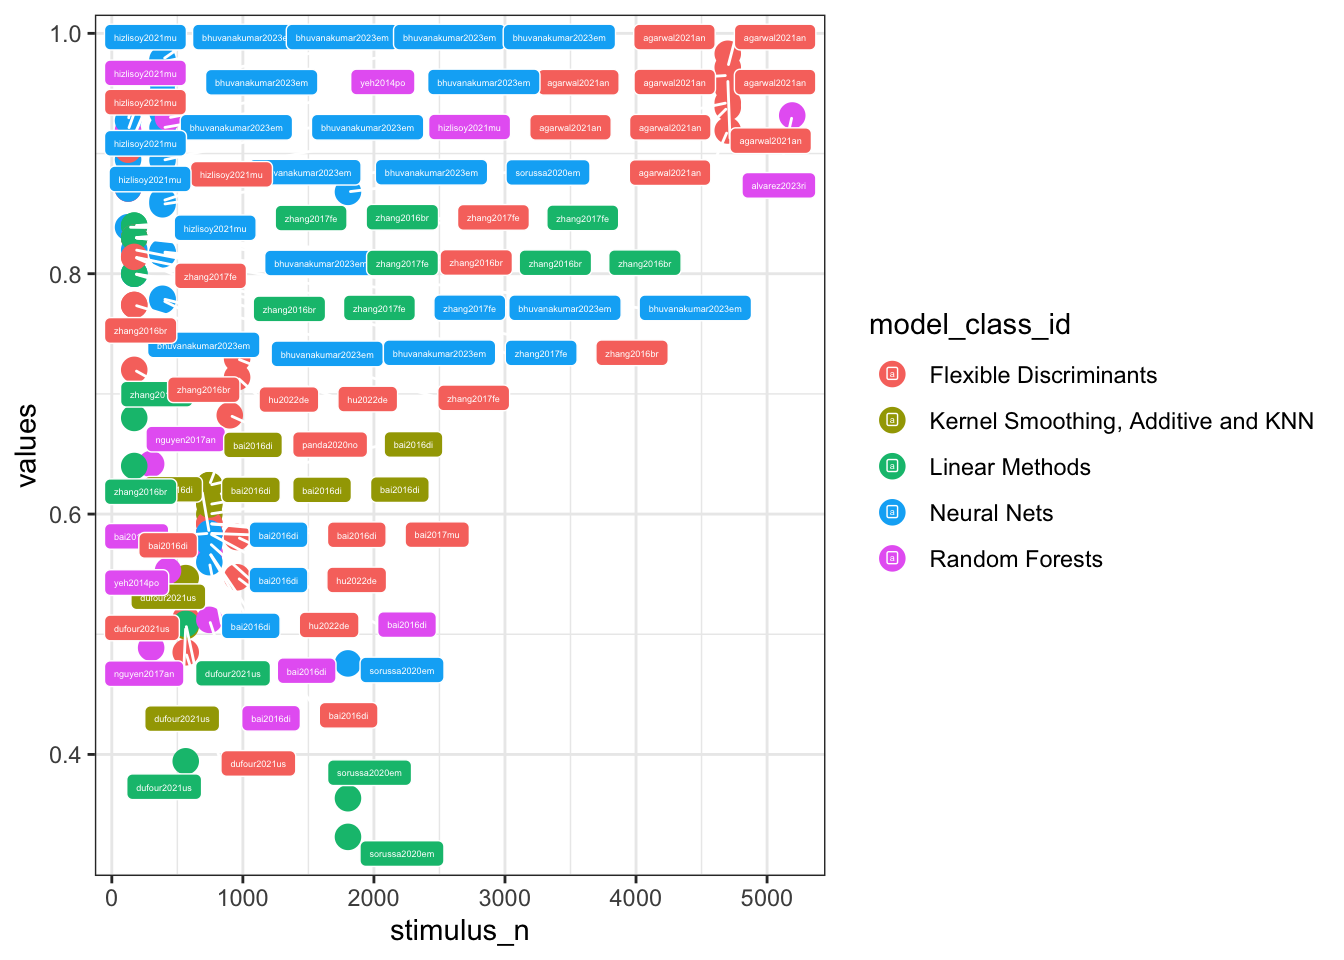 1.0
0.8
0.6
0.4
values
hizlisoy2021mu
bhuvanakumar2023e
bhuvanakumar2023em
bhuvanakumar2023em
bhuvanakumar2023em
agarwal2021an
agarwal2021an
hizlisoy2021mu
bhuvanakumar2023em
yeh2014po
bhuvanakumar2023em
agarwal2021an
agarwal2021an
agarwal2021an
hizlisoy2021mu
bhuvanakumar2023em
bhuvanakumar2023em
hizlisoy2021mu
agarwal2021an
agarwal2021an
agarwal2021an
hizlisoy2021mu
hizlisoy2021mu
hizlisoy2021mu
vanakumar2023em
bhuvanakumar2023em
sorussa2020em
agarwal2021an
alvarez2023ri
hizlisoy2021mu
zhang2017fe
zhang2016br
zhang2017fe
zhang2017fe
zhang2017fe
bhuvanakumar2023em
zhang2017fe
zhang2016br
zhang2016br
zhang2016br
zhang2016br
zhang2017fe
zhang2017fe
bhuvanakumar2023em
bhuvanakumar2023em
zhang2016br
bhuvanakumar2023em
bhuvanakumar2023em
bhuvanakumar2023em
zhang2017fe
zhang2016br
zhang201
zhang2016br
hu2022de
hu2022de
zhang2017fe
nguyen2017an
bai2016di
panda2020no
bai2016di
zhang2016br
6di
bai2016di
bai2016di
bai2016di
bai201
bai2016di
bai2016di
bai2016di
bai2017mu
yeh2014po
dufour2021us
bai2016di
hu2022de
dufour2021us
bai2016di
hu2022de
bai2016di
nguyen2017an
dufour2021us
bai2016di
sorussa2020em
dufour2021us
bai2016di
bai2016di
dufour2021us
dufour2021us
sorussa2020em
sorussa2020em
0 1000 2000 3000 4000 5000
stimulus_n
model_class_id
a Flexible Discriminants
a Kernel Smoothing, Additive and KNN
a Linear Methods
a Neural Nets
a Random Forests